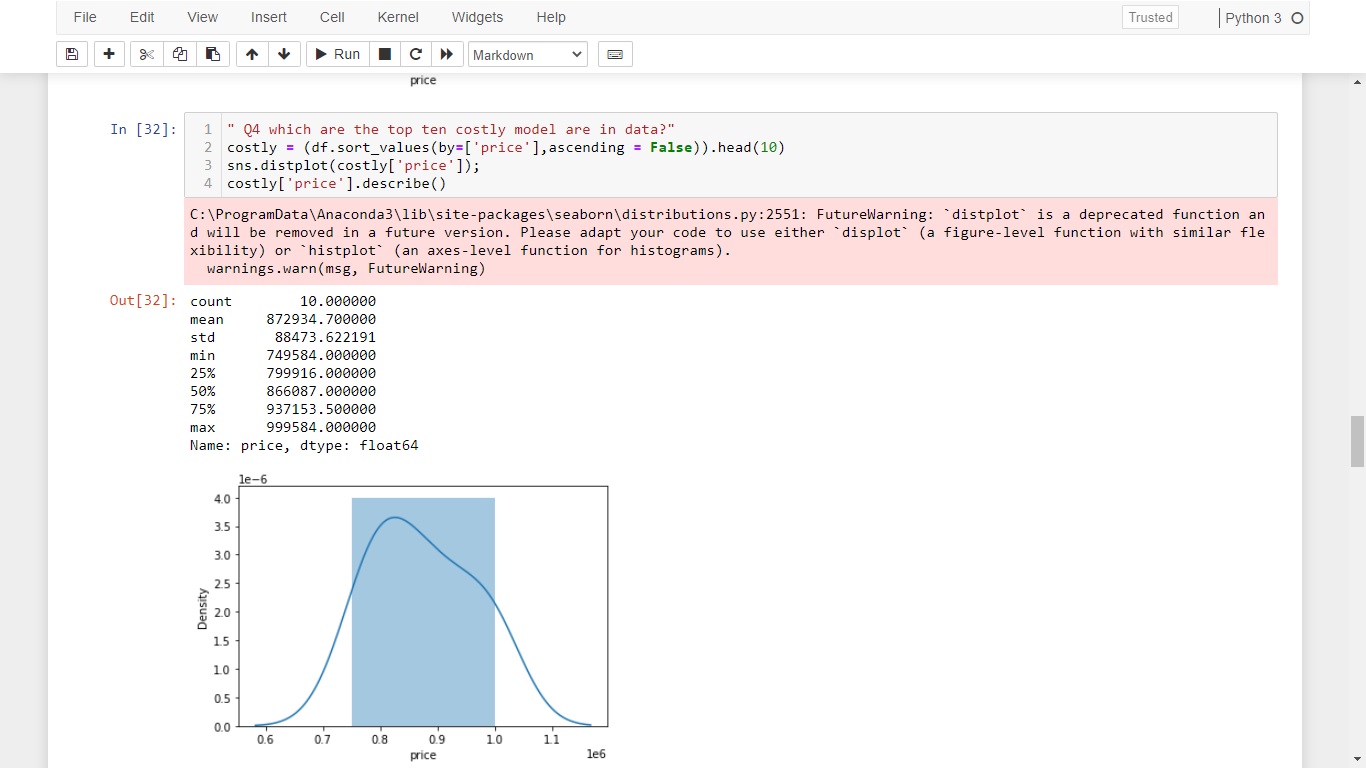 File Edit View Insert Cell Kernel Widgets Help Trusted Python 3
Run Markdown
price
In [32]:
1 " Q4 which are the top ten costly model are in data?"
2 costly = (df.sort_values(by=['price'],ascending = False)).head(10)
3 sns.distplot(costly['price']);
4 costly['price'].describe()
C:\ProgramData\Anaconda3\lib\site-packages\seaborn\distributions.py:2551: FutureWarning: `distplot` is a deprecated function an
d will be removed in a future version. Please adapt your code to use either `displot` (a figure-level function with similar fle
xibility) or `histplot` (an axes-level function for histograms).
warnings.warn(msg, FutureWarning)
Out[32]:
count 10.000000
mean 872934.700000
std 88473.622191
min 749584.000000
25% 799916.000000
50% 866087.000000
75% 937153.500000
max 999584.000000
Name: price, dtype: float64
1e−6
4.0
3.5
3.0
2.5
2.0
1.5
1.0
0.5
0.0
Density
0.6 0.7 0.8 0.9 1.0 1.1
price
1e6